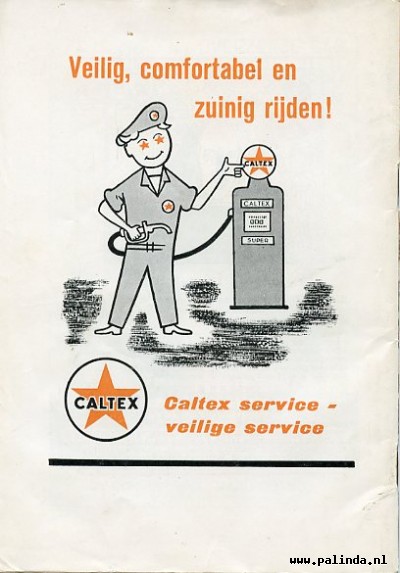 Veilig, comfortabel en
zuinig rijden!
CALTEX
CALTEX
SUPER
CALTEX
Caltex service -
veilige service
www.palinda.nl